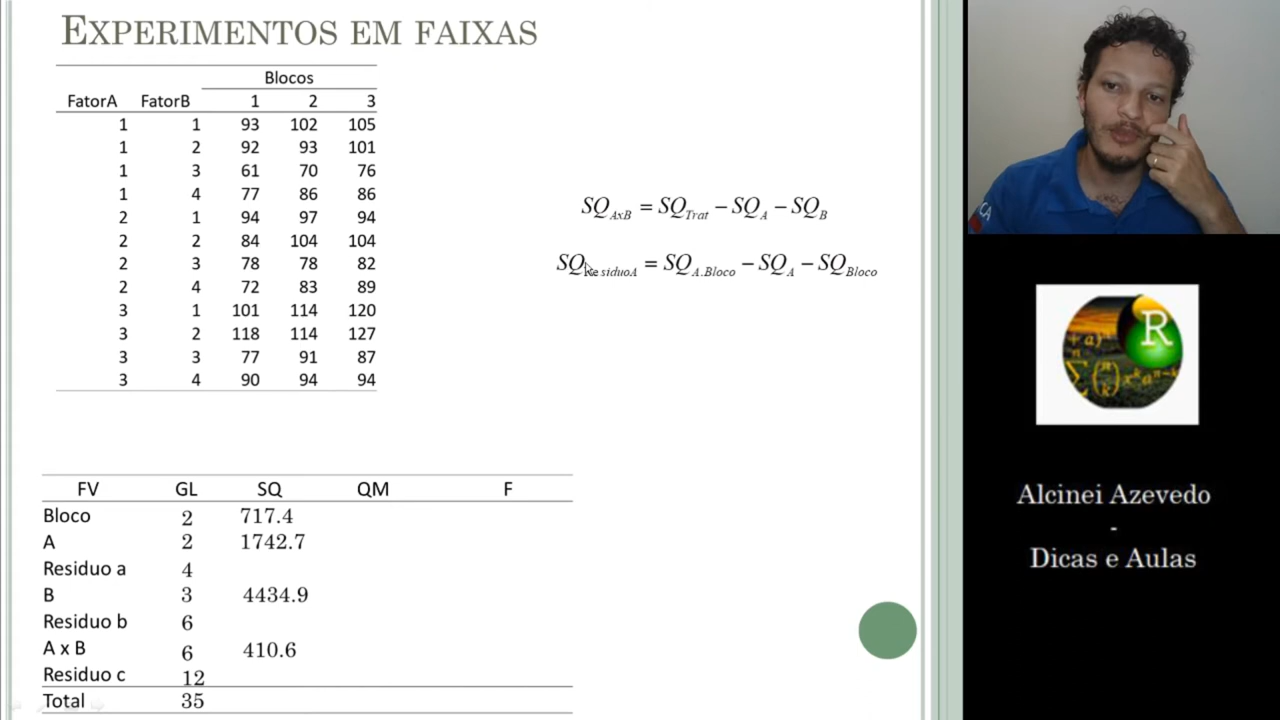 EXPERIMENTOS EM FAIXAS
Blocos
FatorA FatorB 1 2 3
1 1 93 102 105
1 2 92 93 101
1 3 61 70 76
1 4 77 86 86
2 1 94 97 94
2 2 84 104 104
2 3 78 78 82
2 4 72 83 89
3 1 101 114 120
3 2 118 114 127
3 3 77 91 87
3 4 90 94 94
SQ_AxB = SQ_Trat − SQ_A − SQ_B
SQ_ResiduoA = SQ_A.Bloco − SQ_A − SQ_Bloco
FV GL SQ QM F
Bloco 2 717.4
A 2 1742.7
Residuo a 4
B 3 4434.9
Residuo b 6
A x B 6 410.6
Residuo c 12
Total 35
R
Alcinei Azevedo
-
Dicas e Aulas